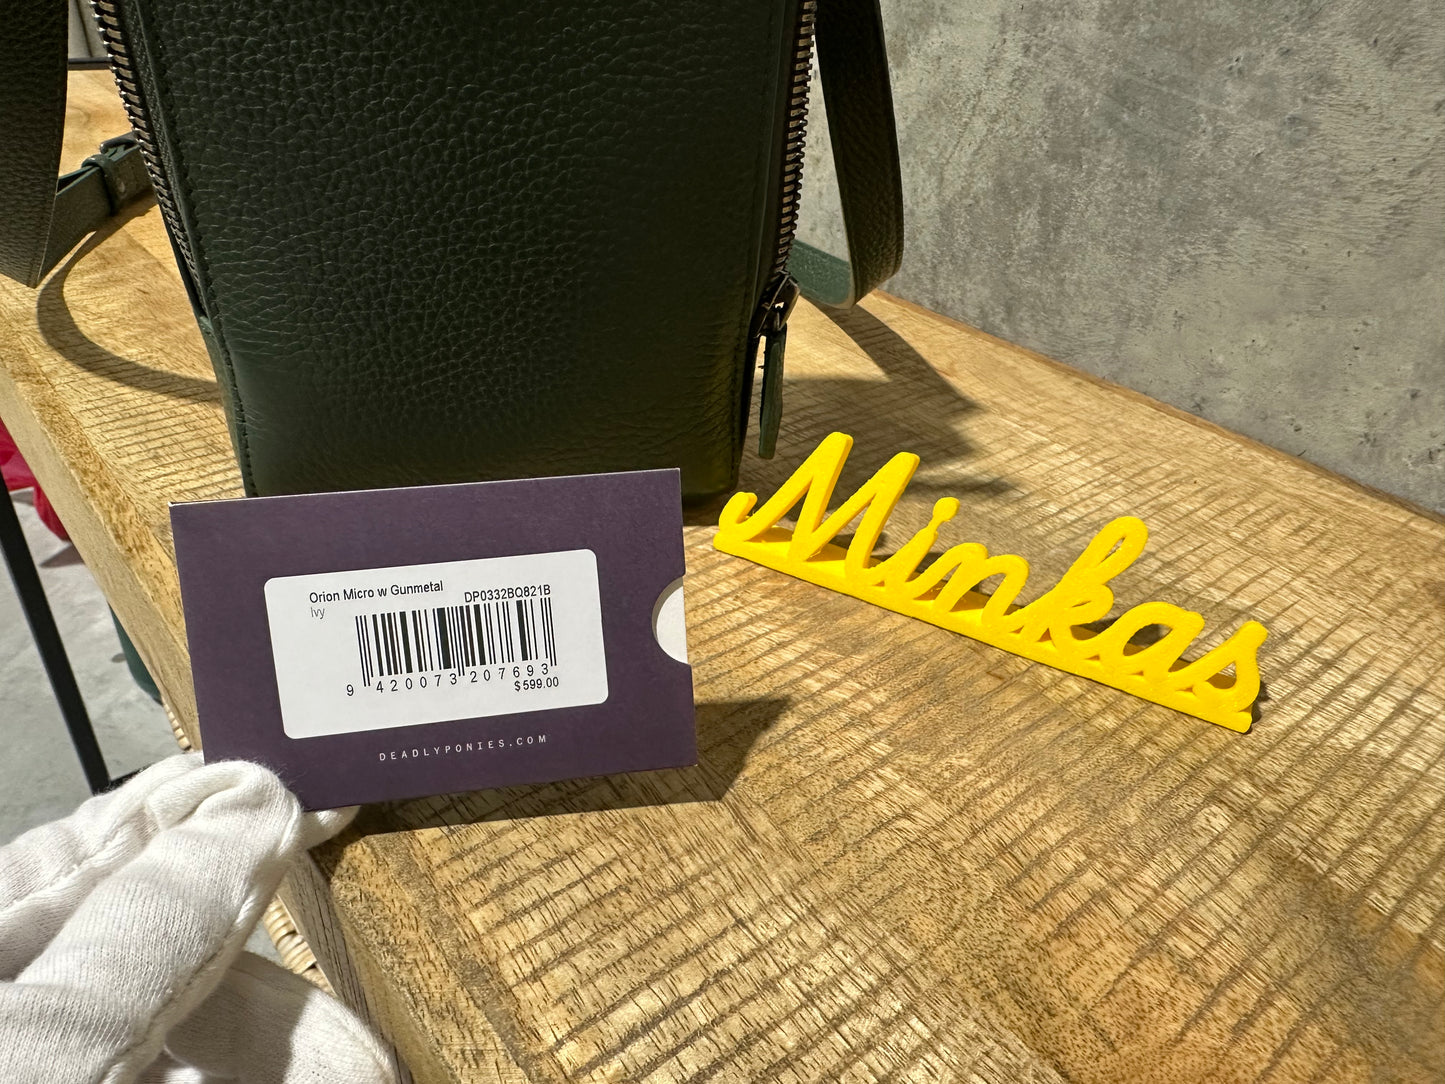 Orion Micro w Gunmetal
DP0332BQ821B
Ivy
9 420073 207693
$599.00
DEADLYPONIES.COM
Minkas